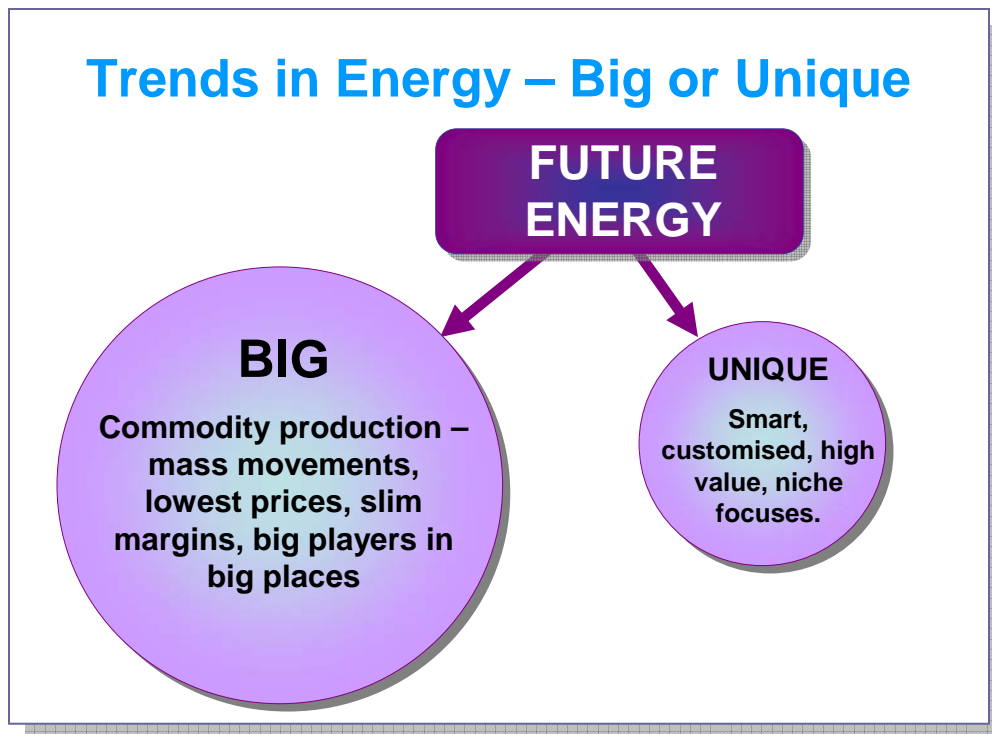 Trends in Energy – Big or Unique
FUTURE
ENERGY
BIG
Commodity production –
mass movements,
lowest prices, slim
margins, big players in
big places
UNIQUE
Smart,
customised, high
value, niche
focuses.